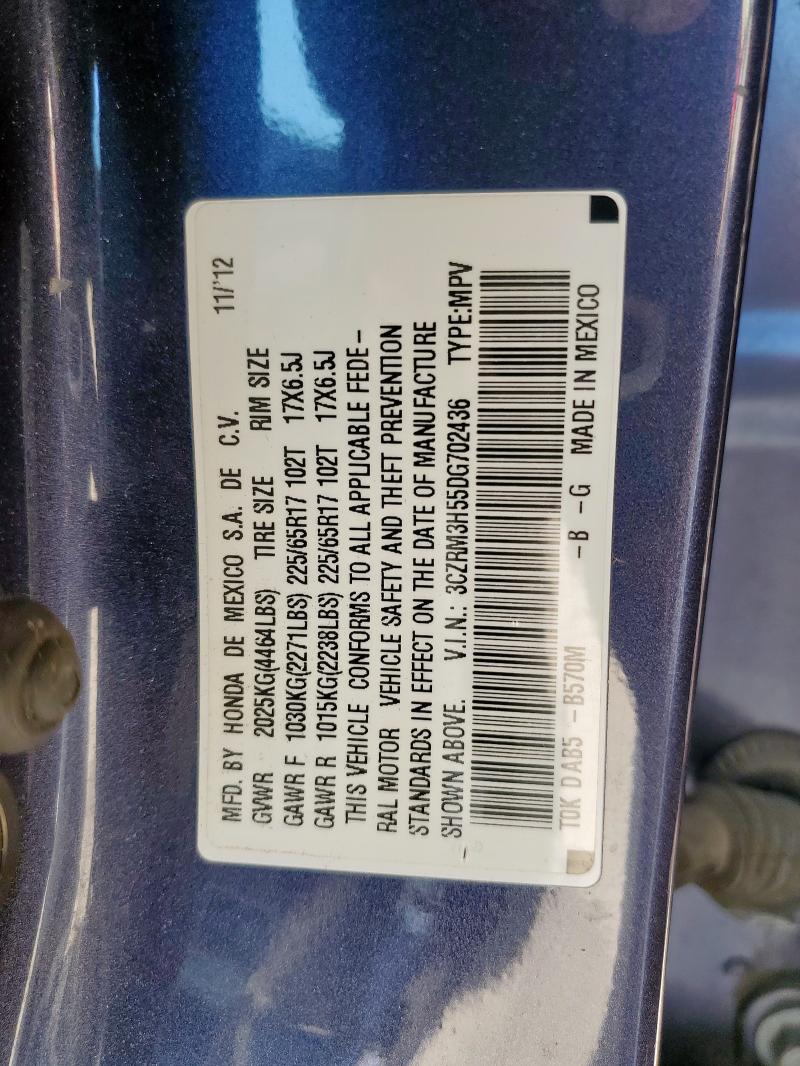 MFD. BY HONDA DE MEXICO S.A. DE C.V. 11/'12
GVWR 2025KG(4464LBS) TIRE SIZE RIM SIZE
GAWR F 1030KG(2271LBS) 225/65R17 102T 17X6.5J
GAWR R 1015KG(2238LBS) 225/65R17 102T 17X6.5J
THIS VEHICLE CONFORMS TO ALL APPLICABLE FEDE-
RAL MOTOR VEHICLE SAFETY AND THEFT PREVENTION
STANDARDS IN EFFECT ON THE DATE OF MANUFACTURE
SHOWN ABOVE. V.I.N.: 3CZRM3H55DG702436 TYPE:MPV
T0K DAB5 -B570M -B -G MADE IN MEXICO